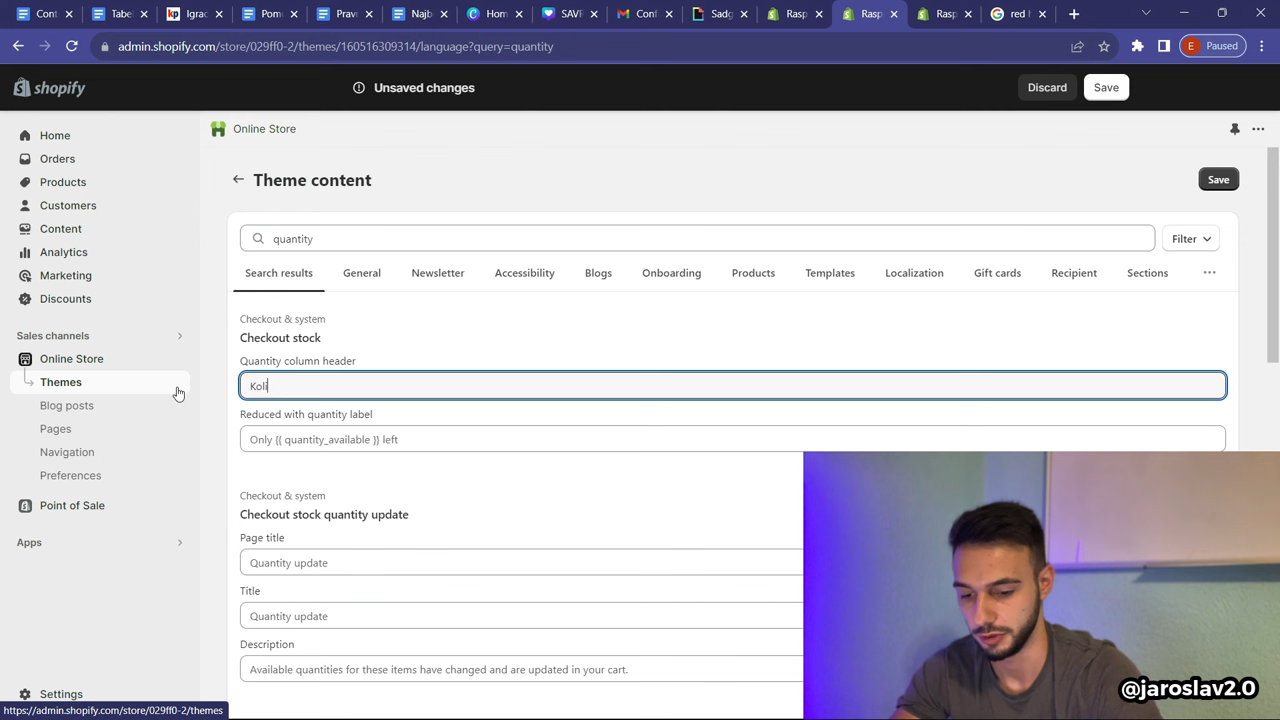 Cont
Tabe
Igrac
Pom
Prav
Najb
Hom
SAVR
Conf
Sadg
Rasp
Rasp
Rasp
red h
admin.shopify.com/store/029ff0-2/themes/160516309314/language?query=quantity
E
Paused
shopify
Unsaved changes
Discard
Save
Home
Orders
Products
Customers
Content
Analytics
Marketing
Discounts
Sales channels
Online Store
Themes
Blog posts
Pages
Navigation
Preferences
Point of Sale
Apps
Settings
https://admin.shopify.com/store/029ff0-2/themes
Online Store
Theme content
Save
quantity
Filter
Search results
General
Newsletter
Accessibility
Blogs
Onboarding
Products
Templates
Localization
Gift cards
Recipient
Sections
Checkout & system
Checkout stock
Quantity column header
Koli
Reduced with quantity label
Only {{ quantity_available }} left
Checkout & system
Checkout stock quantity update
Page title
Quantity update
Title
Quantity update
Description
Available quantities for these items have changed and are updated in your cart.
@jaroslav2.0